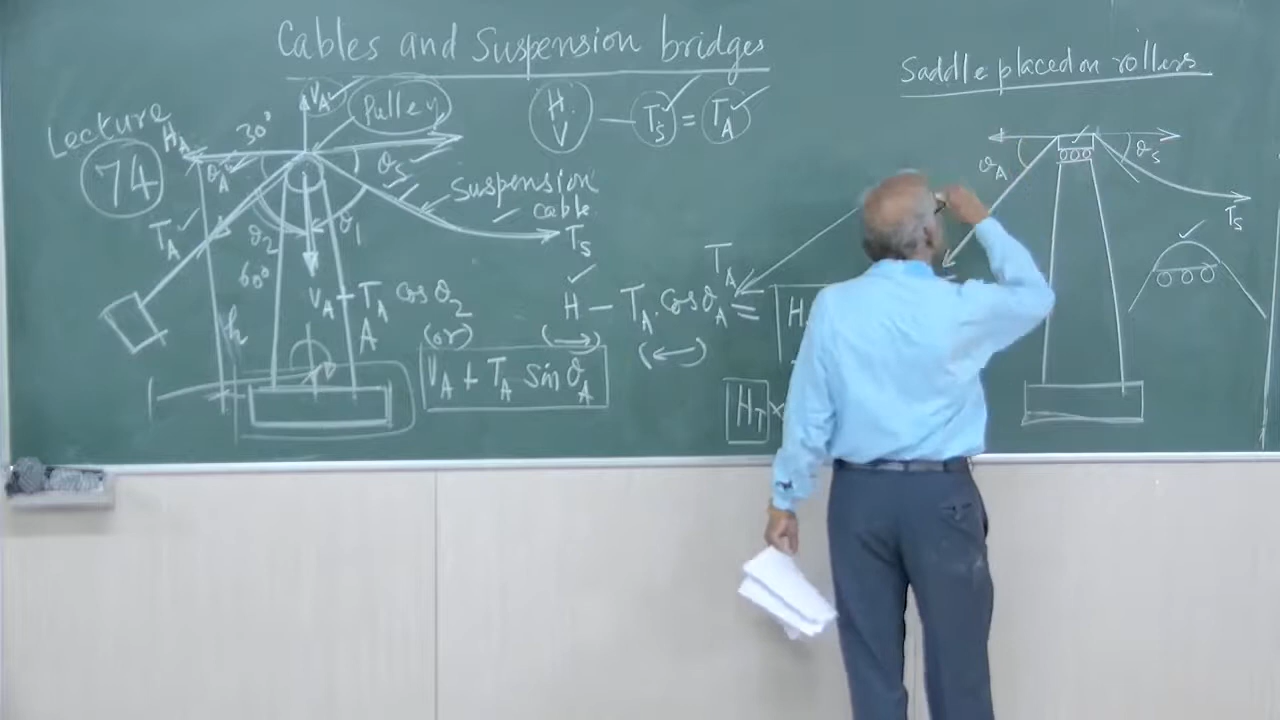 Cables and Suspension bridges
Lecture
74
H_A
30°
V_A
Pulley
H
V
— T_S = T_A
θ_A
θ_S
Suspension
cable
T_S
T_A
θ_2
θ_1
60°
V_A + T_A cos θ_2
A
(or)
V_A + T_A sin θ_A
h
H — T_A . cos θ_A =
(→)
(←)
T_A
H
H_T ×
Saddle placed on rollers
θ_A
θ_S
T_S